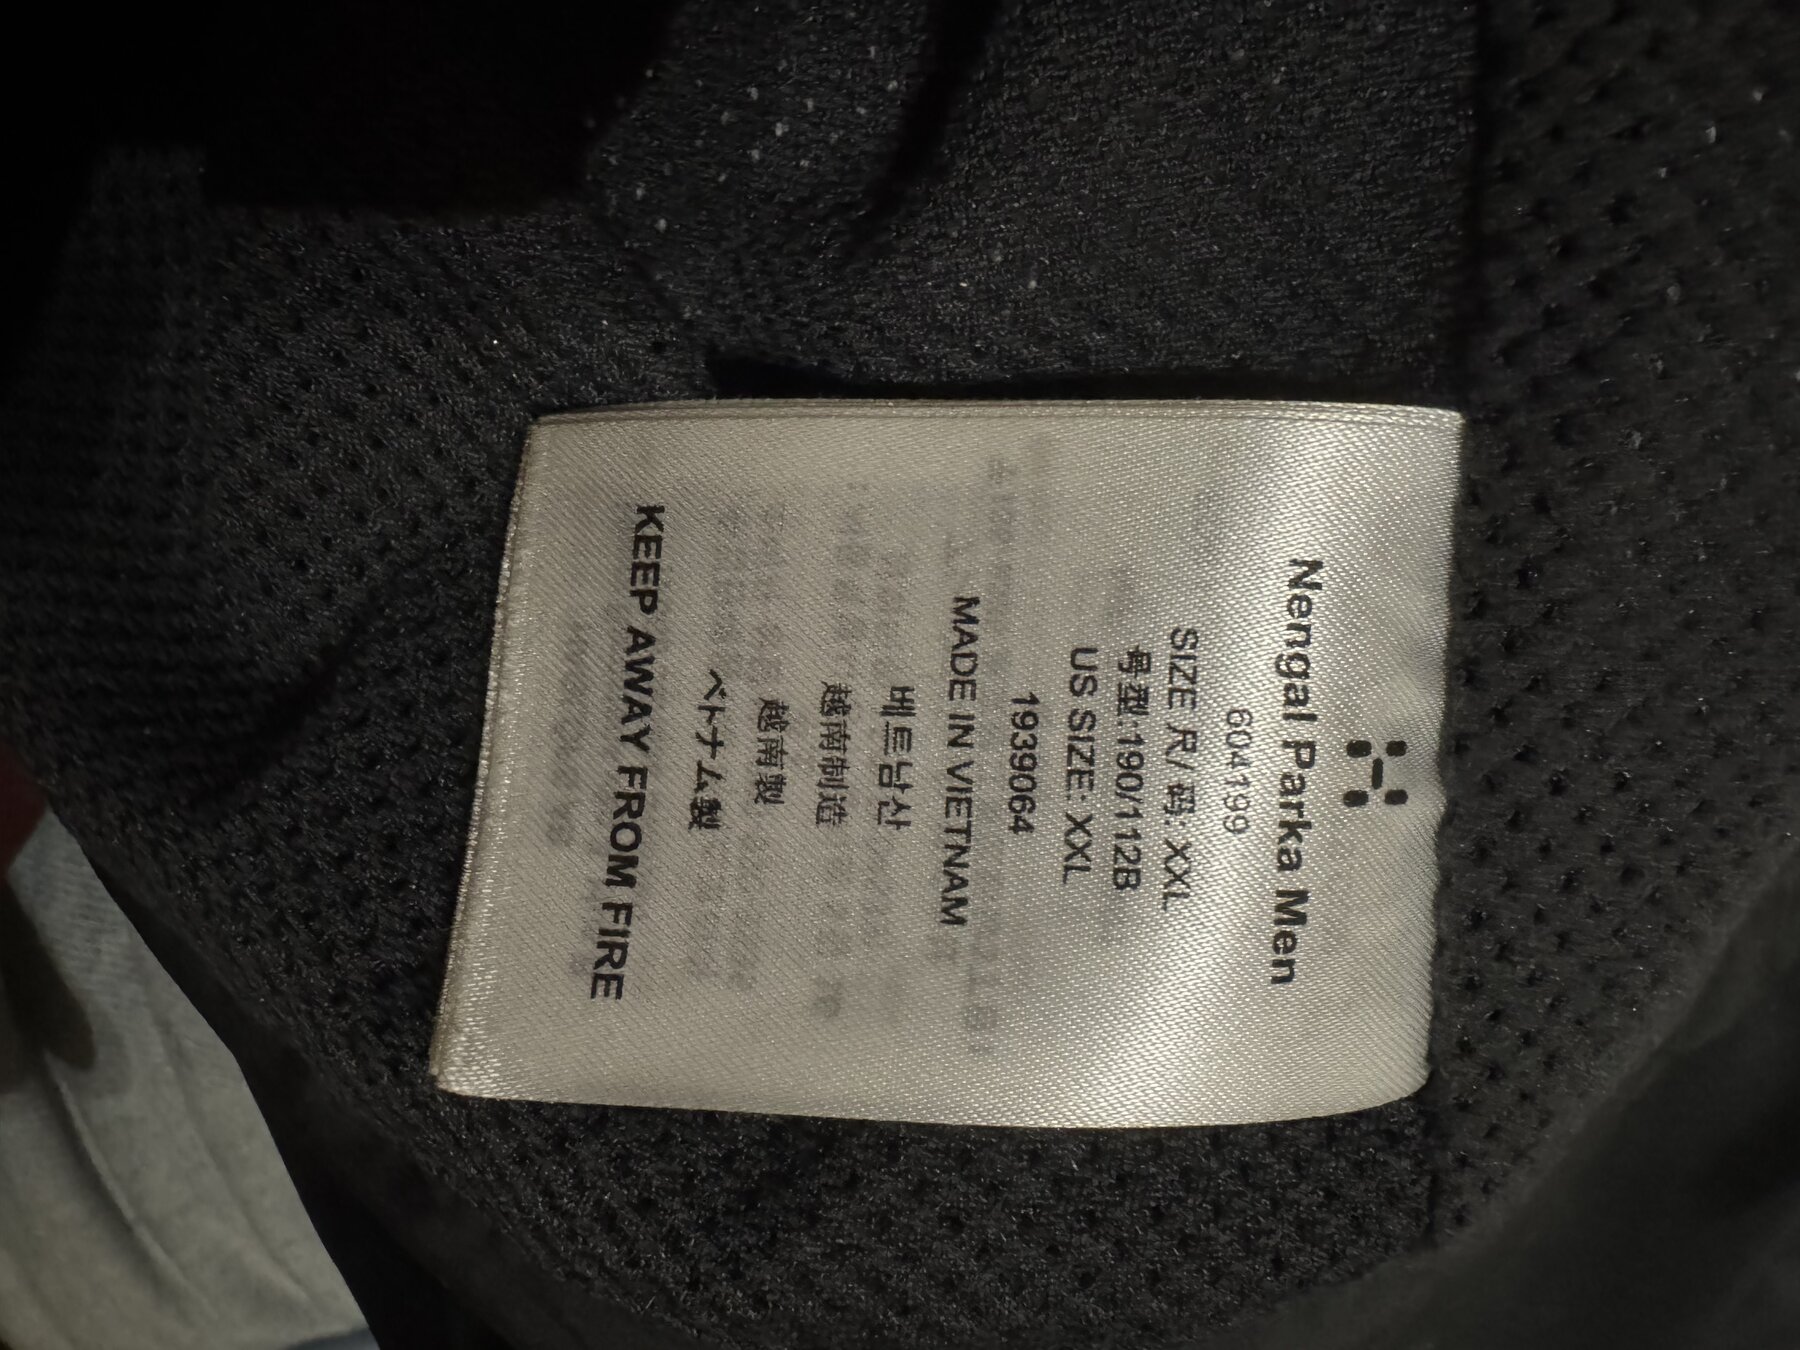 Nengal Parka Men
604199
SIZE 尺/ 码: XXL
号型:190/112B
US SIZE: XXL
1939064
MADE IN VIETNAM
베트남산
越南制造
越南製
ベトナム製
KEEP AWAY FROM FIRE